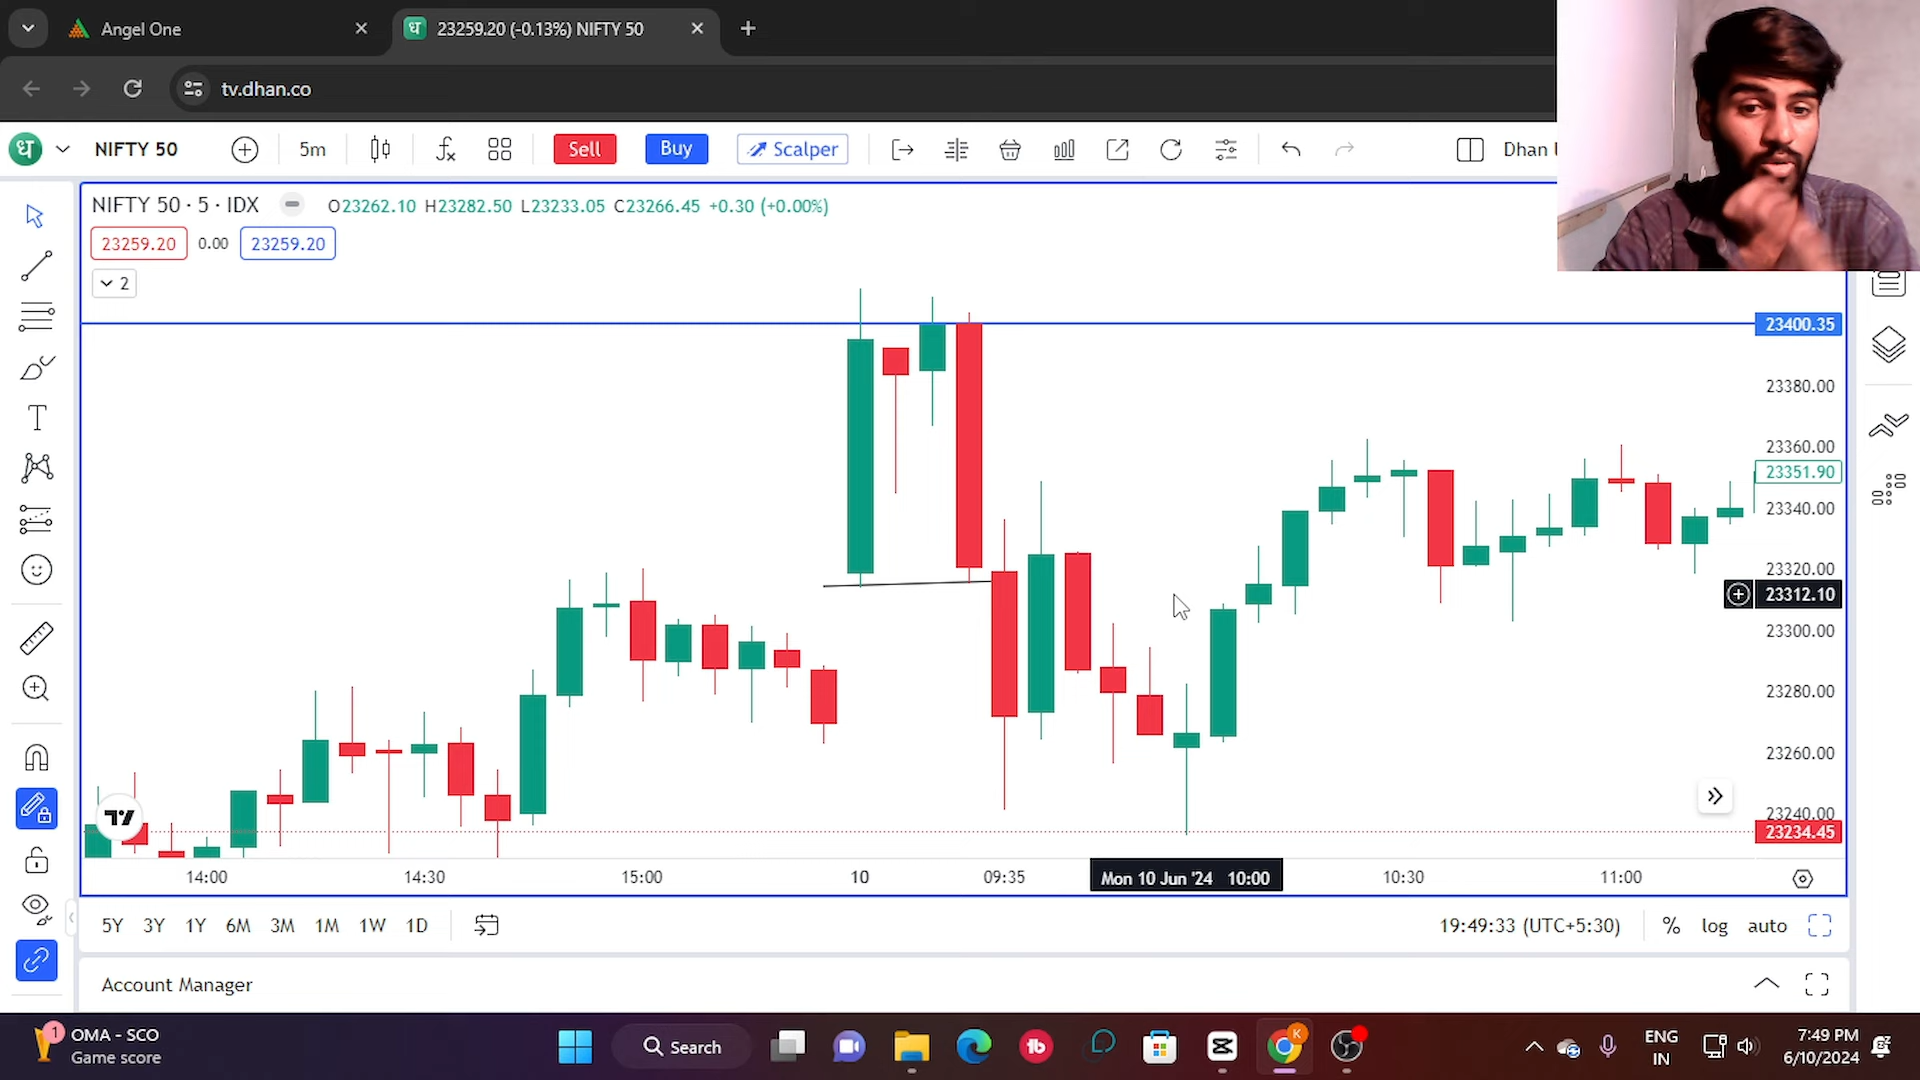 Angel One
ध 23259.20 (-0.13%) NIFTY 50
tv.dhan.co
ध NIFTY 50 5m Sell Buy Scalper Dhan
NIFTY 50 · 5 · IDX O23262.10 H23282.50 L23233.05 C23266.45 +0.30 (+0.00%)
23259.20 0.00 23259.20
2
23400.35
23380.00
23360.00
23351.90
23340.00
23320.00
23312.10
23300.00
23280.00
23260.00
23240.00
23234.45
14:00 14:30 15:00 10 09:35 Mon 10 Jun '24 10:00 10:30 11:00
5Y 3Y 1Y 6M 3M 1M 1W 1D 19:49:33 (UTC+5:30) % log auto
Account Manager
1 OMA - SCO
Game score
Search
K
ENG
IN
7:49 PM
6/10/2024